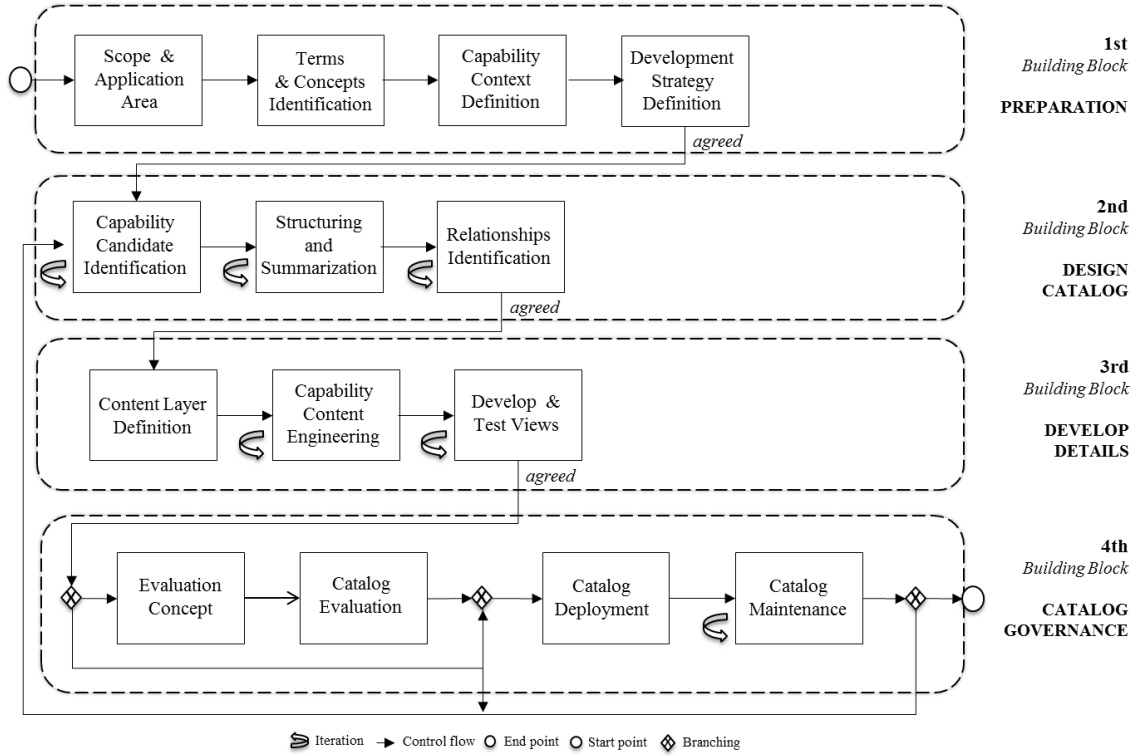 Scope &
Application
Area
Terms
& Concepts
Identification
Capability
Context
Definition
Development
Strategy
Definition
agreed
1st
Building Block
PREPARATION
Capability
Candidate
Identification
Structuring
and
Summarization
Relationships
Identification
agreed
2nd
Building Block
DESIGN
CATALOG
Content Layer
Definition
Capability
Content
Engineering
Develop &
Test Views
agreed
3rd
Building Block
DEVELOP
DETAILS
Evaluation
Concept
Catalog
Evaluation
Catalog
Deployment
Catalog
Maintenance
4th
Building Block
CATALOG
GOVERNANCE
Iteration Control flow End point Start point Branching